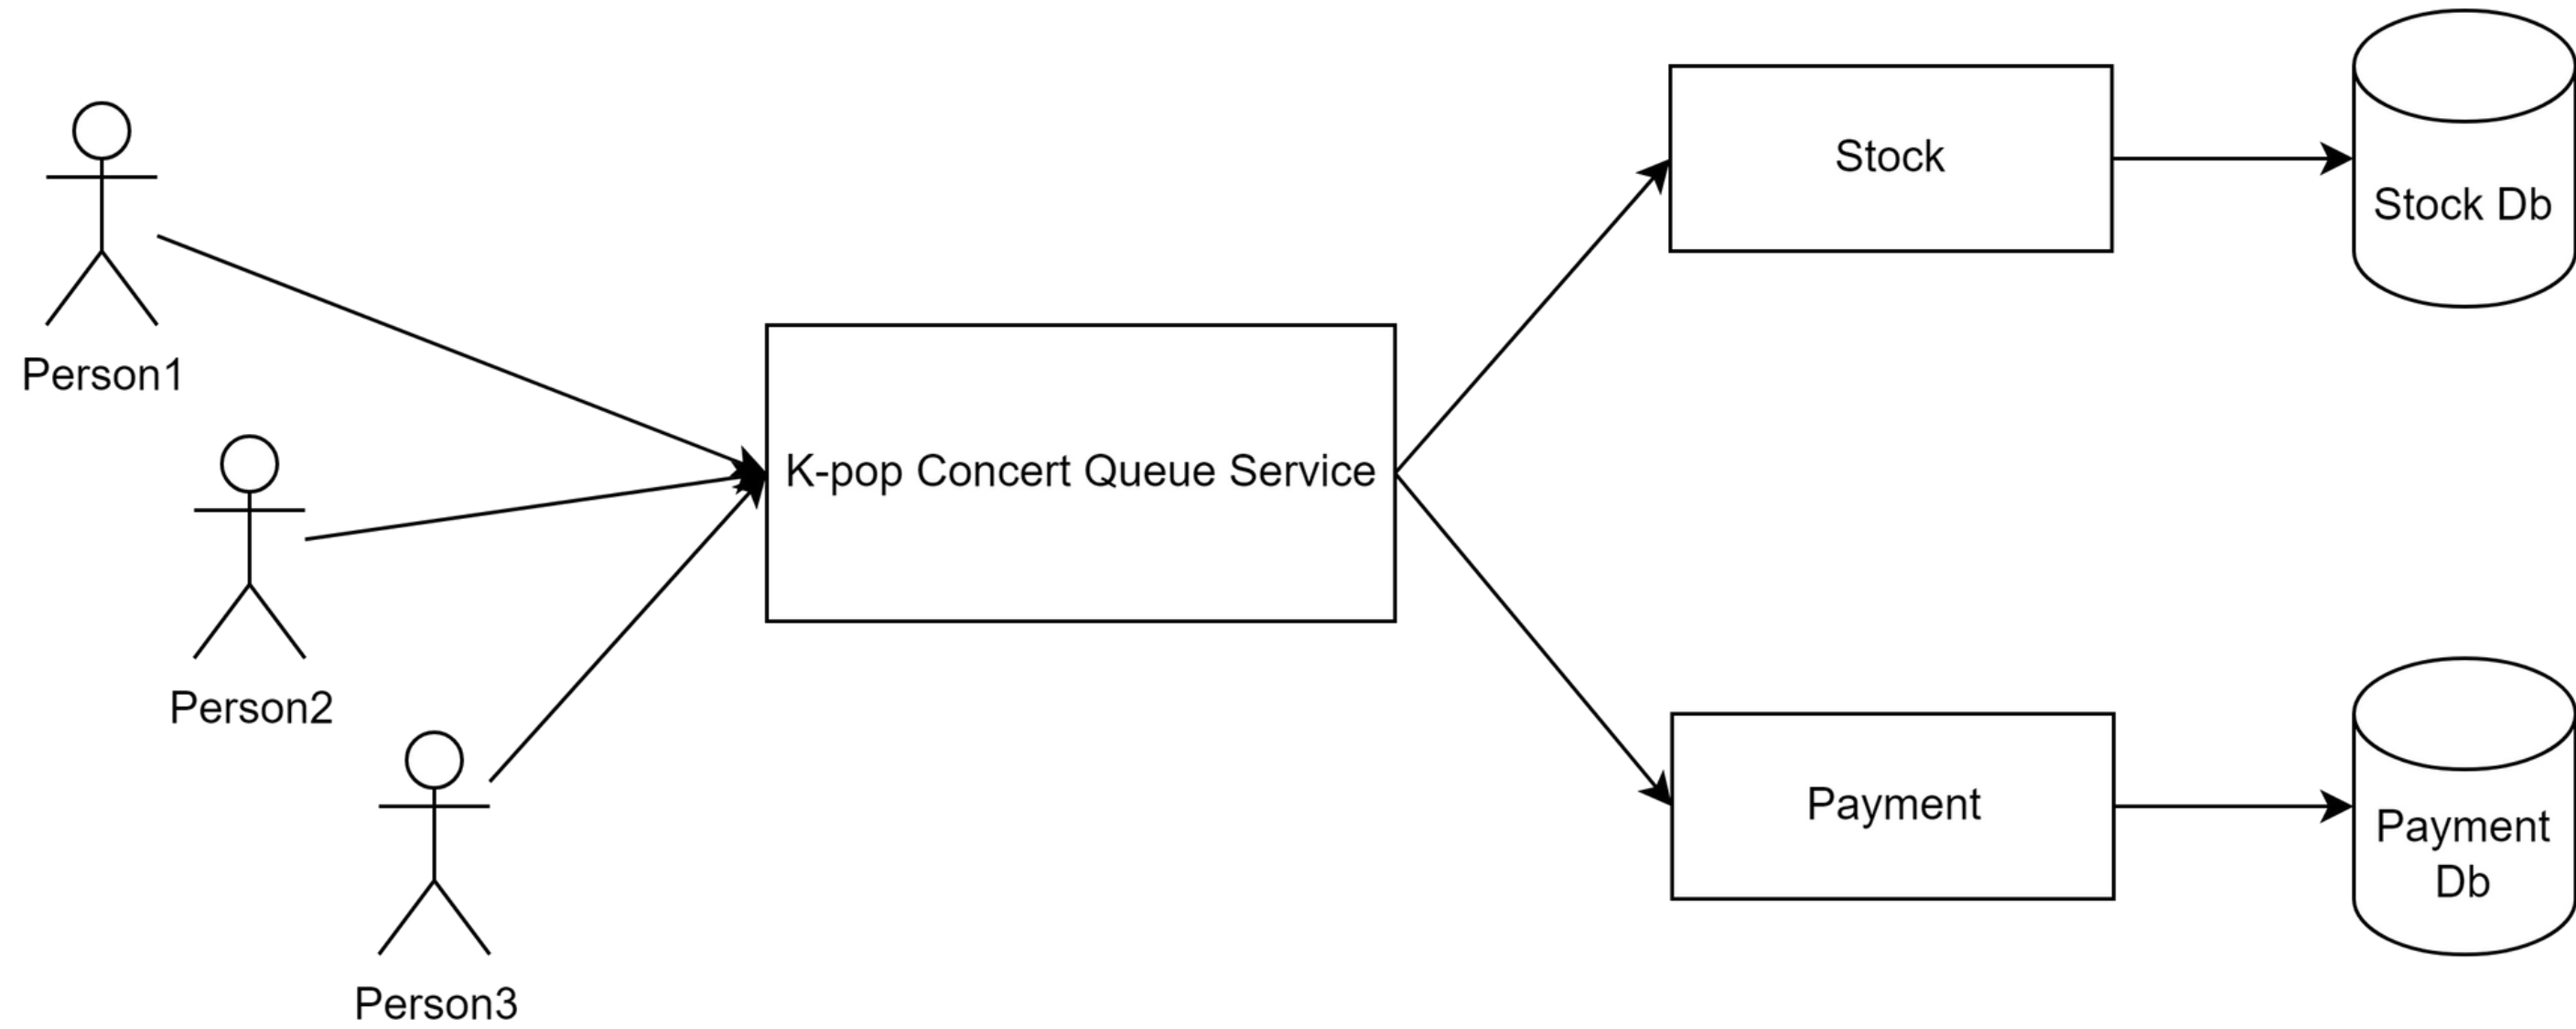 Person1
Person2
Person3
K-pop Concert Queue Service
Stock
Stock Db
Payment
Payment
Db